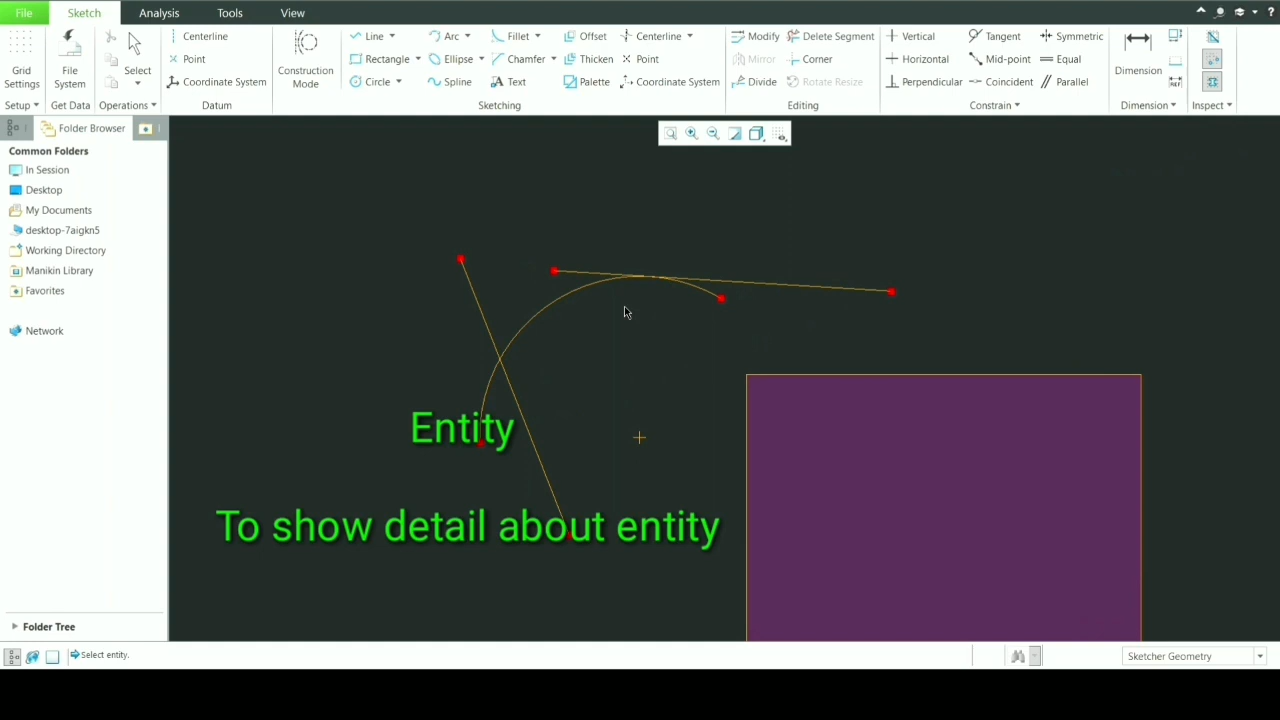 File Sketch Analysis Tools View
Grid Settings
Setup
File System
Get Data
Select
Operations
Centerline
Point
Coordinate System
Datum
Construction Mode
Line Arc Fillet Offset Centerline
Rectangle Ellipse Chamfer Thicken Point
Circle Spline Text Palette Coordinate System
Sketching
Modify Delete Segment
Mirror Corner
Divide Rotate Resize
Editing
Vertical Tangent Symmetric
Horizontal Mid-point Equal
Perpendicular Coincident Parallel
Constrain
Dimension
REF
Dimension
Inspect
Folder Browser
Common Folders
In Session
Desktop
My Documents
desktop-7aigkn5
Working Directory
Manikin Library
Favorites
Network
Folder Tree
Entity
To show detail about entity
Select entity.
Sketcher Geometry